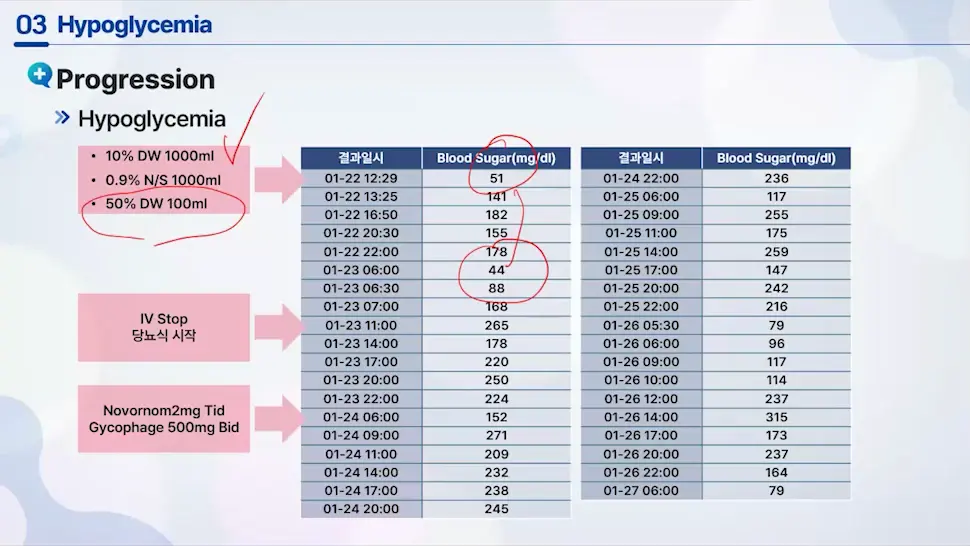 03 Hypoglycemia
Progression
Hypoglycemia
• 10% DW 1000ml
• 0.9% N/S 1000ml
• 50% DW 100ml
IV Stop
당뇨식 시작
Novornom2mg Tid
Gycophage 500mg Bid
결과일시 Blood Sugar(mg/dl)
01-22 12:29 51
01-22 13:25 141
01-22 16:50 182
01-22 20:30 155
01-22 22:00 178
01-23 06:00 44
01-23 06:30 88
01-23 07:00 168
01-23 11:00 265
01-23 14:00 178
01-23 17:00 220
01-23 20:00 250
01-23 22:00 224
01-24 06:00 152
01-24 09:00 271
01-24 11:00 209
01-24 14:00 232
01-24 17:00 238
01-24 20:00 245
결과일시 Blood Sugar(mg/dl)
01-24 22:00 236
01-25 06:00 117
01-25 09:00 255
01-25 11:00 175
01-25 14:00 259
01-25 17:00 147
01-25 20:00 242
01-25 22:00 216
01-26 05:30 79
01-26 06:00 96
01-26 09:00 117
01-26 10:00 114
01-26 12:00 237
01-26 14:00 315
01-26 17:00 173
01-26 20:00 237
01-26 22:00 164
01-27 06:00 79